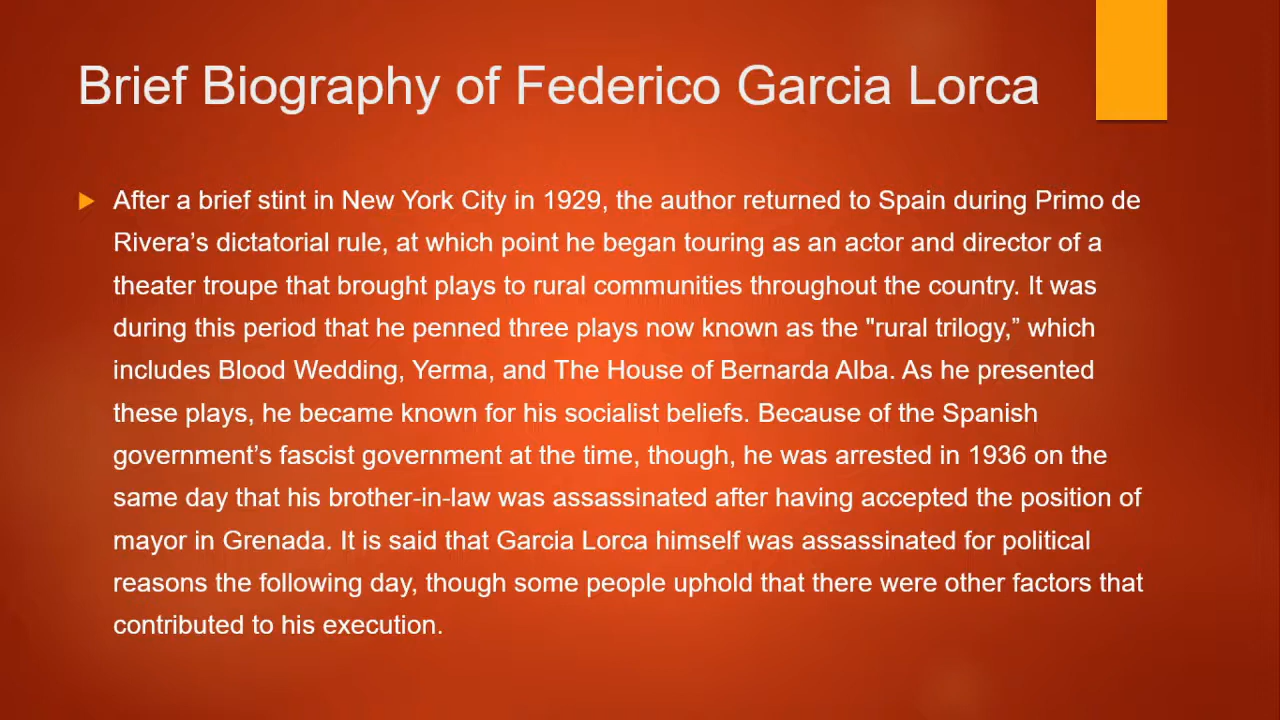 Brief Biography of Federico Garcia Lorca
After a brief stint in New York City in 1929, the author returned to Spain during Primo de
Rivera’s dictatorial rule, at which point he began touring as an actor and director of a
theater troupe that brought plays to rural communities throughout the country. It was
during this period that he penned three plays now known as the "rural trilogy,” which
includes Blood Wedding, Yerma, and The House of Bernarda Alba. As he presented
these plays, he became known for his socialist beliefs. Because of the Spanish
government’s fascist government at the time, though, he was arrested in 1936 on the
same day that his brother-in-law was assassinated after having accepted the position of
mayor in Grenada. It is said that Garcia Lorca himself was assassinated for political
reasons the following day, though some people uphold that there were other factors that
contributed to his execution.